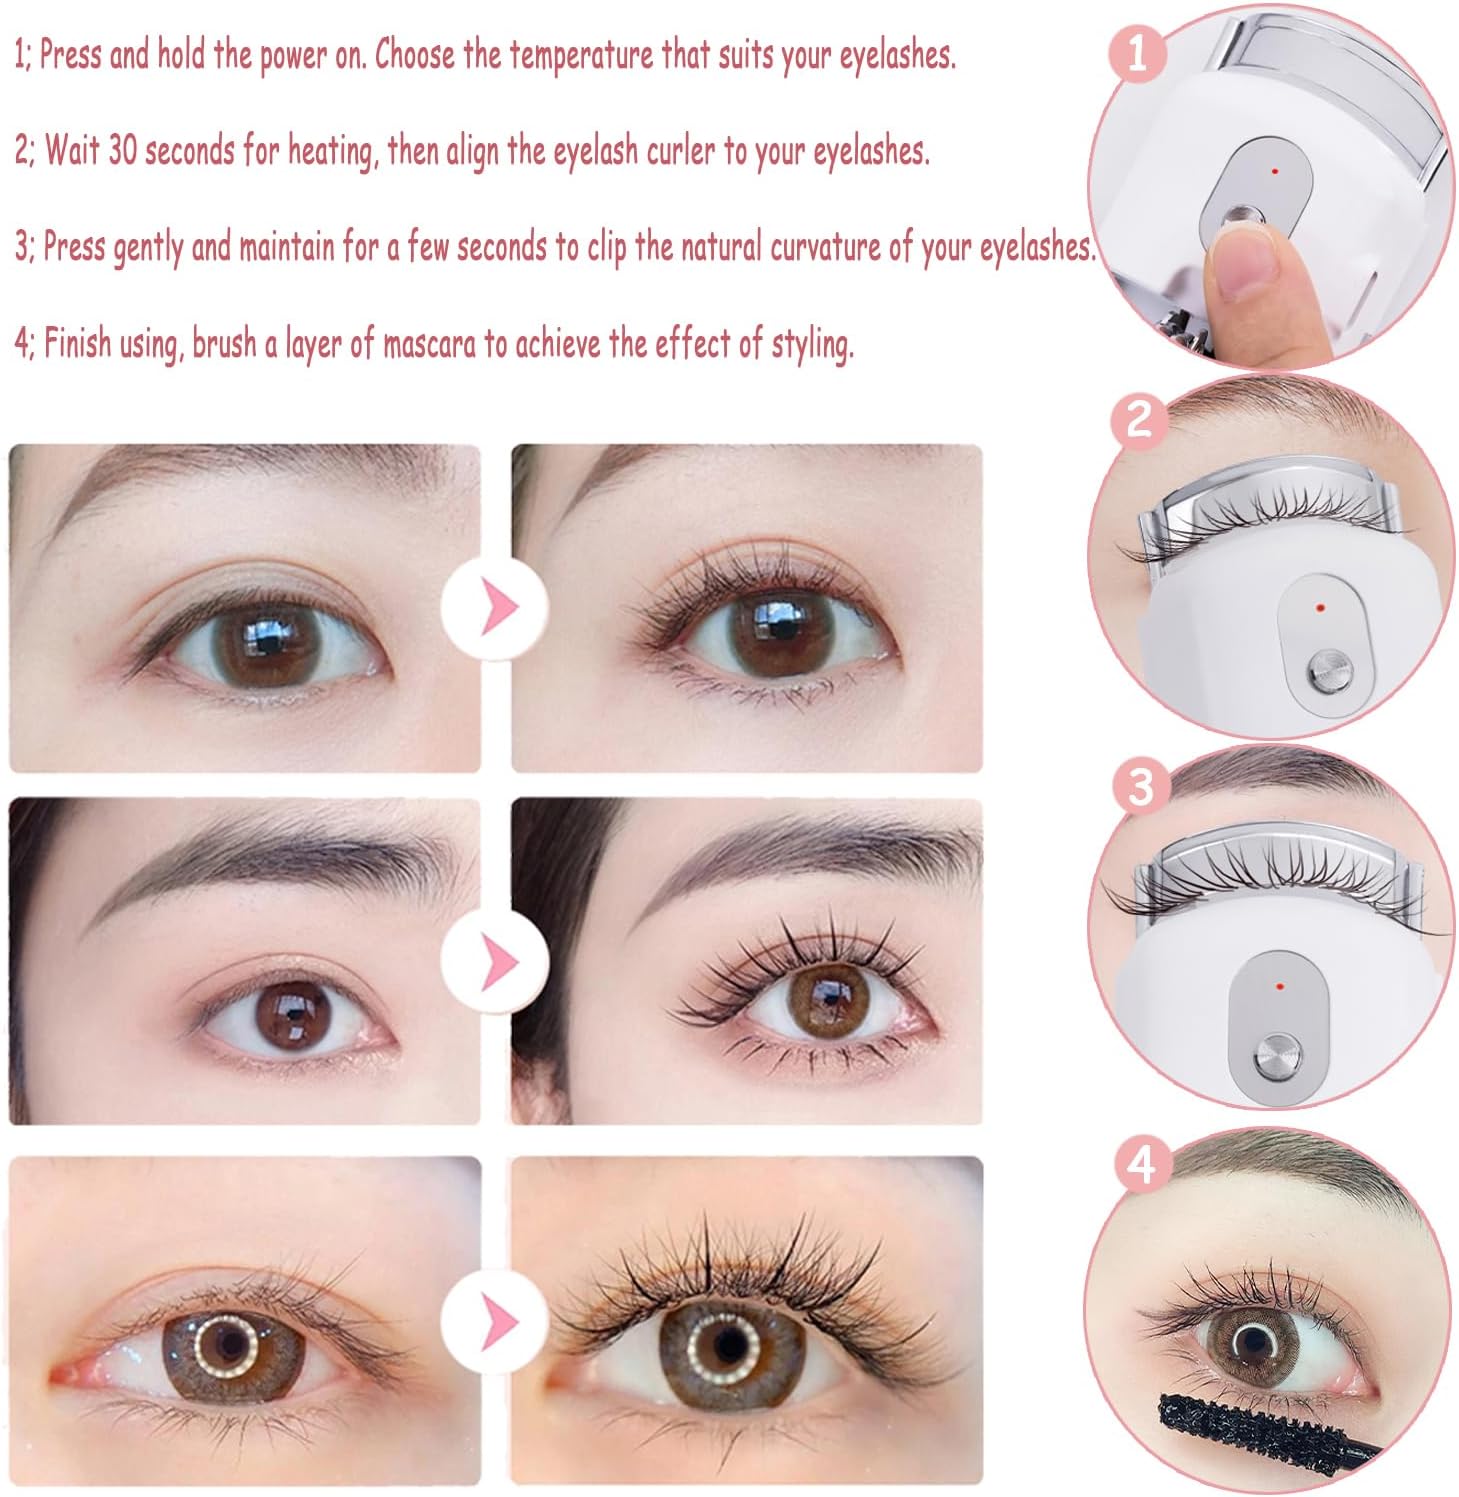 1; Press and hold the power on. Choose the temperature that suits your eyelashes.
2; Wait 30 seconds for heating, then align the eyelash curler to your eyelashes.
3; Press gently and maintain for a few seconds to clip the natural curvature of your eyelashes.
4; Finish using, brush a layer of mascara to achieve the effect of styling.
1
2
3
4